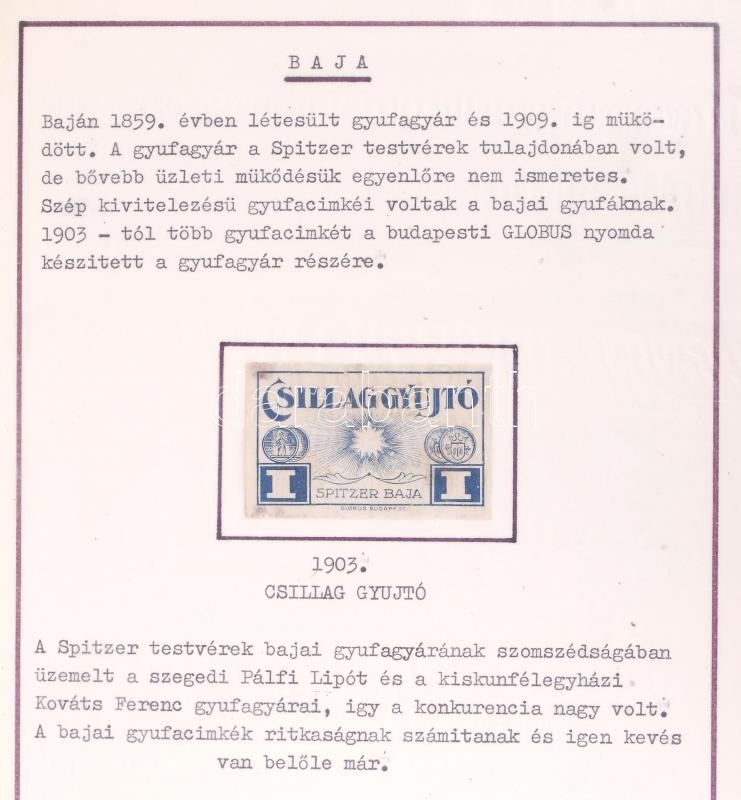 B A J A
Baján 1859. évben létesült gyufagyár és 1909. ig mükö-
dött. A gyufagyár a Spitzer testvérek tulajdonában volt,
de bővebb üzleti müködésük egyenlőre nem ismeretes.
Szép kivitelezésü gyufacimkéi voltak a bajai gyufáknak.
1903 - tól több gyufacimkét a budapesti GLOBUS nyomda
készitett a gyufagyár részére.
CSILLAG GYUJTÓ
I I
SPITZER BAJA
GLOBUS BUDAPEST
darabanth
1903.
CSILLAG GYUJTÓ
A Spitzer testvérek bajai gyufagyárának szomszédságában
üzemelt a szegedi Pálfi Lipót és a kiskunfélegyházi
Kováts Ferenc gyufagyárai, igy a konkurencia nagy volt.
A bajai gyufacimkék ritkaságnak számitanak és igen kevés
van belőle már.